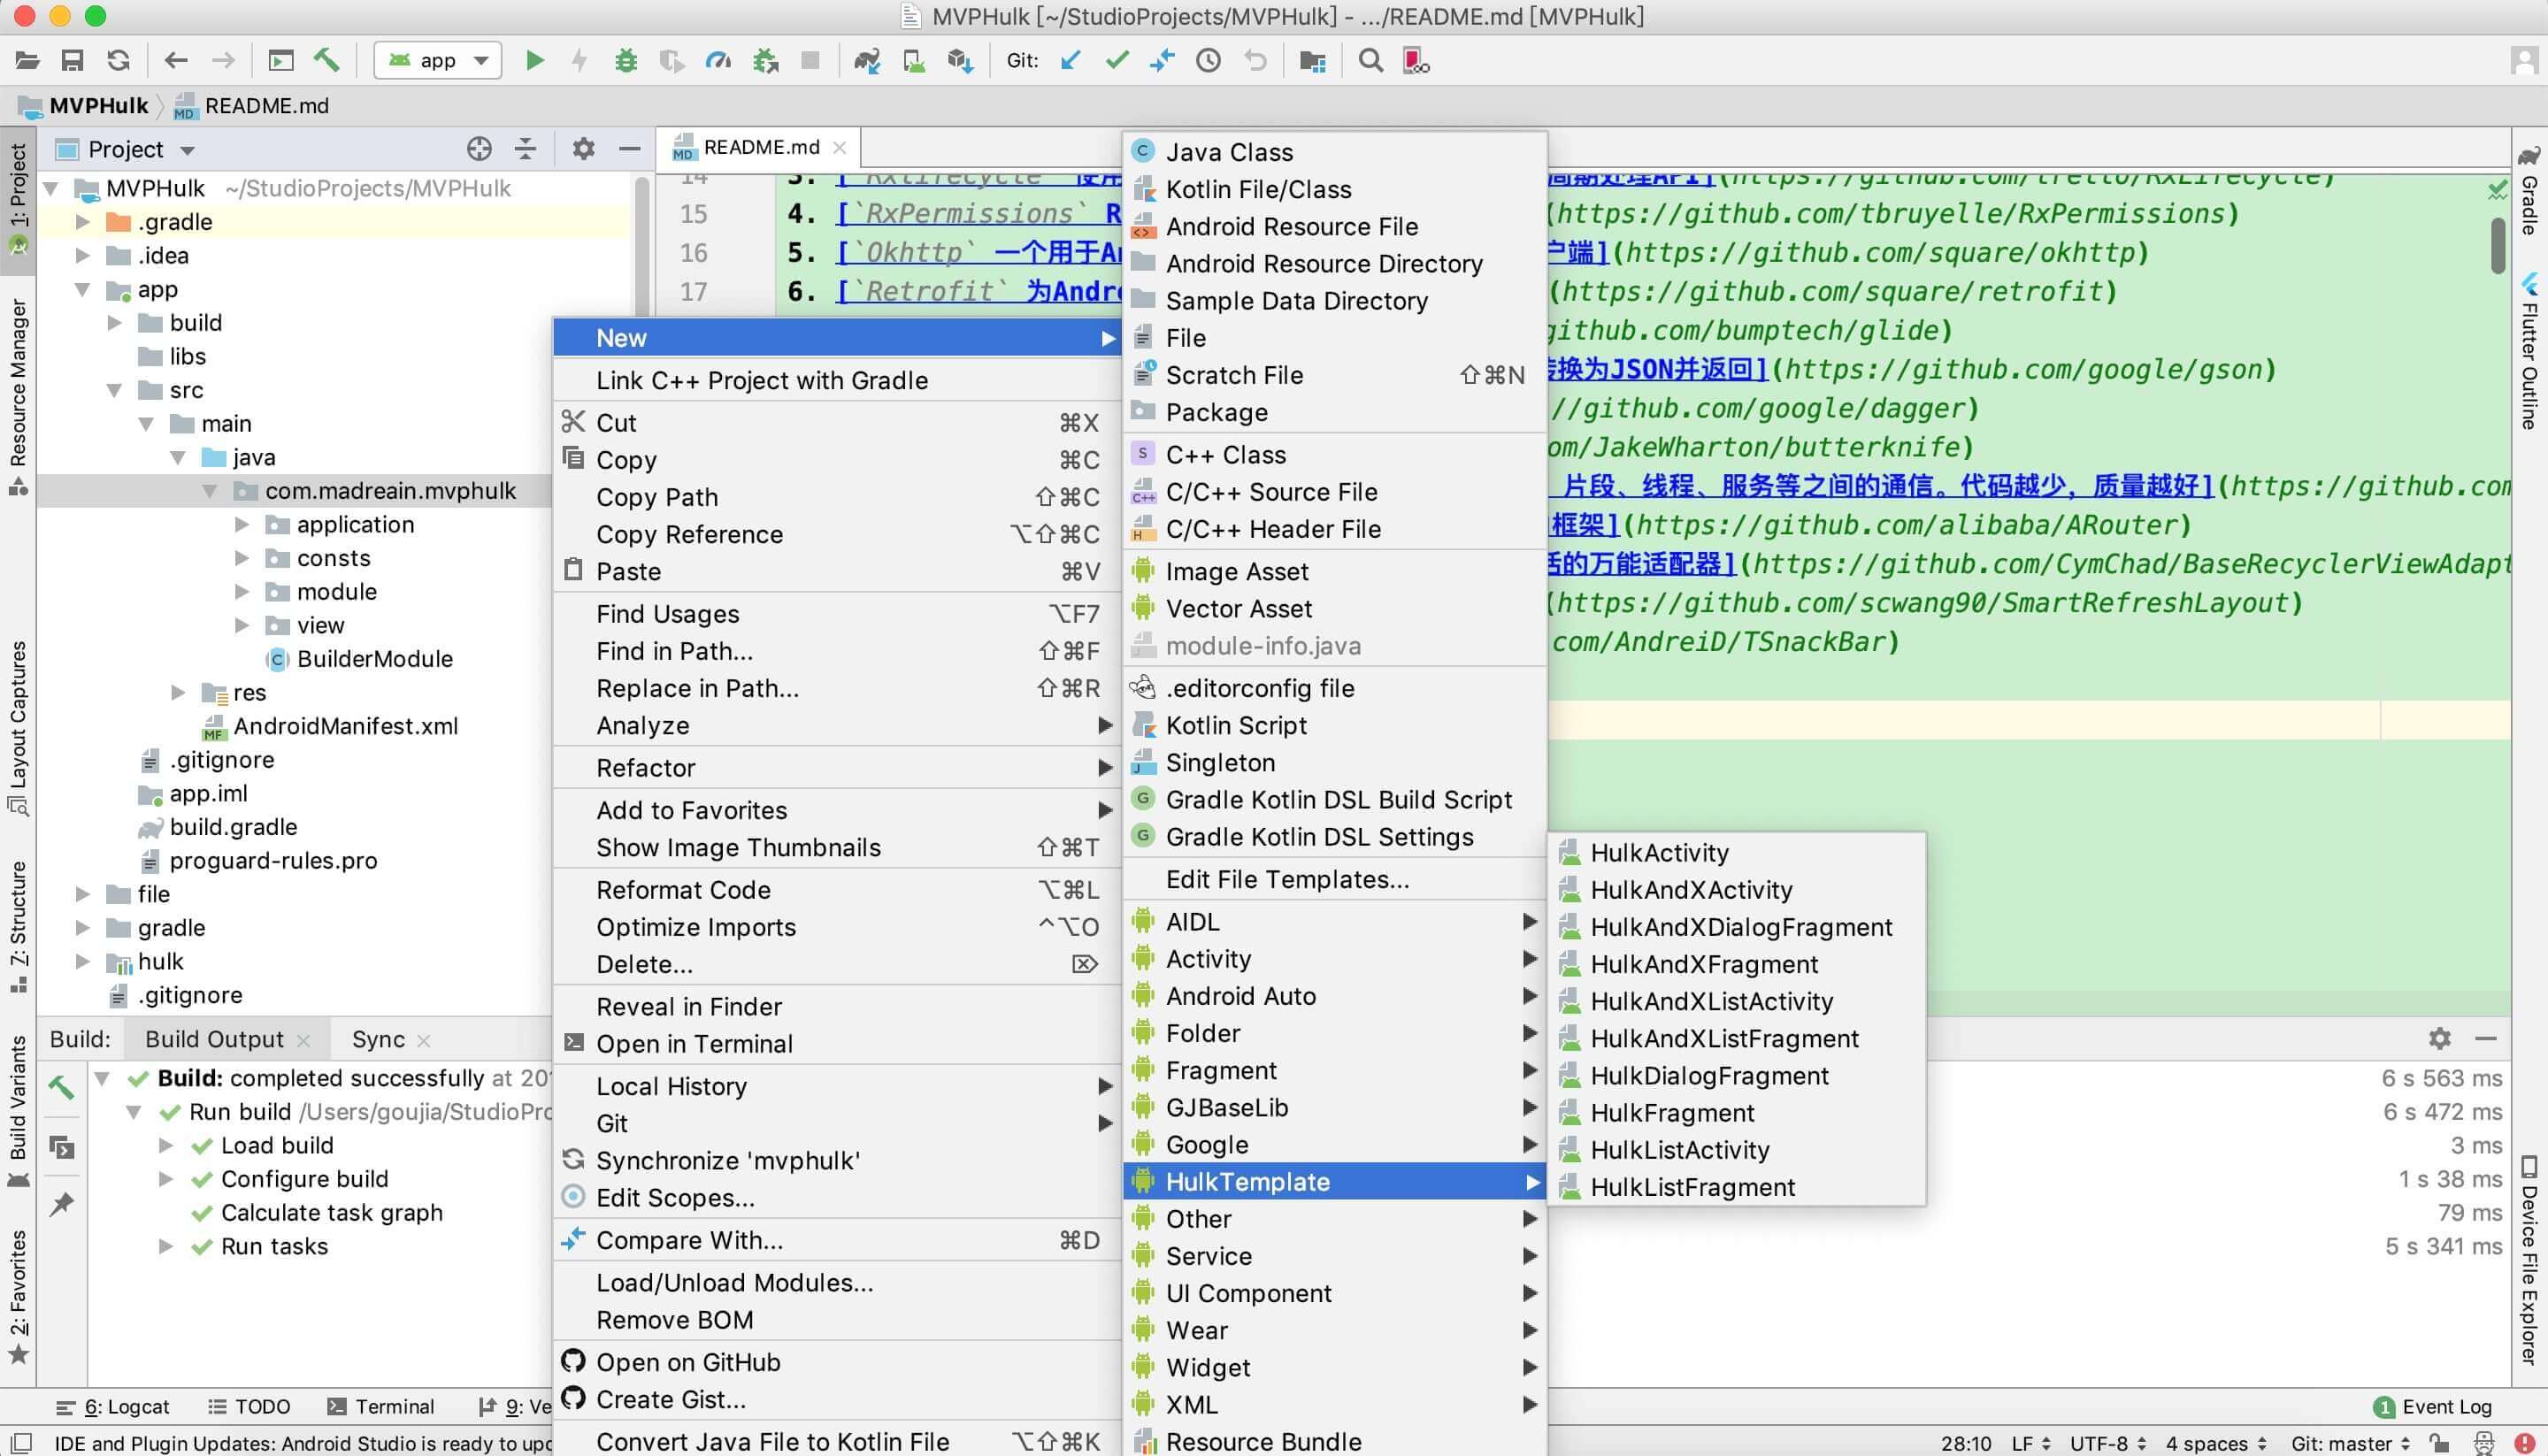 MVPHulk [~/StudioProjects/MVPHulk] - .../README.md [MVPHulk]
app
Git:
MVPHulk
README.md
1: Project
Resource Manager
Layout Captures
7: Structure
Build Variants
2: Favorites
Project
MVPHulk ~/StudioProjects/MVPHulk
.gradle
.idea
app
build
libs
src
main
java
com.madreain.mvphulk
application
consts
module
view
BuilderModule
res
AndroidManifest.xml
.gitignore
app.iml
build.gradle
proguard-rules.pro
file
gradle
hulk
.gitignore
README.md
15 4. [`RxPermissions` R
16 5. [`Okhttp` 一个用于A
17 6. [`Retrofit` 为Andr
(https://github.com/tbruyelle/RxPermissions)
户端](https://github.com/square/okhttp)
(https://github.com/square/retrofit)
github.com/bumptech/glide)
换为JSON并返回](https://github.com/google/gson)
//github.com/google/dagger)
om/JakeWharton/butterknife)
片段、线程、服务等之间的通信。代码越少，质量越好](https://github.com
框架](https://github.com/alibaba/ARouter)
的万能适配器](https://github.com/CymChad/BaseRecyclerViewAdapt
(https://github.com/scwang90/SmartRefreshLayout)
com/AndreiD/TSnackBar)
New
Link C++ Project with Gradle
Cut ⌘X
Copy ⌘C
Copy Path ⇧⌘C
Copy Reference ⌥⇧⌘C
Paste ⌘V
Find Usages ⌥F7
Find in Path... ⇧⌘F
Replace in Path... ⇧⌘R
Analyze
Refactor
Add to Favorites
Show Image Thumbnails ⇧⌘T
Reformat Code ⌥⌘L
Optimize Imports ^⌥O
Delete... ⌦
Reveal in Finder
Open in Terminal
Local History
Git
Synchronize 'mvphulk'
Edit Scopes...
Compare With... ⌘D
Load/Unload Modules...
Remove BOM
Open on GitHub
Create Gist...
Convert Java File to Kotlin File ⌥⇧⌘K
Java Class
Kotlin File/Class
Android Resource File
Android Resource Directory
Sample Data Directory
File
Scratch File ⇧⌘N
Package
C++ Class
C/C++ Source File
C/C++ Header File
Image Asset
Vector Asset
module-info.java
.editorconfig file
Kotlin Script
Singleton
Gradle Kotlin DSL Build Script
Gradle Kotlin DSL Settings
Edit File Templates...
AIDL
Activity
Android Auto
Folder
Fragment
GJBaseLib
Google
HulkTemplate
Other
Service
UI Component
Wear
Widget
XML
Resource Bundle
HulkActivity
HulkAndXActivity
HulkAndXDialogFragment
HulkAndXFragment
HulkAndXListActivity
HulkAndXListFragment
HulkDialogFragment
HulkFragment
HulkListActivity
HulkListFragment
Gradle
Flutter Outline
Device File Explorer
Build: Build Output Sync
Build: completed successfully at 20
Run build /Users/goujia/StudioPro
Load build
Configure build
Calculate task graph
Run tasks
6 s 563 ms
6 s 472 ms
3 ms
1 s 38 ms
79 ms
5 s 341 ms
6: Logcat TODO Terminal 9: Ve
1 Event Log
IDE and Plugin Updates: Android Studio is ready to upd
28:10 LF UTF-8 4 spaces Git: master